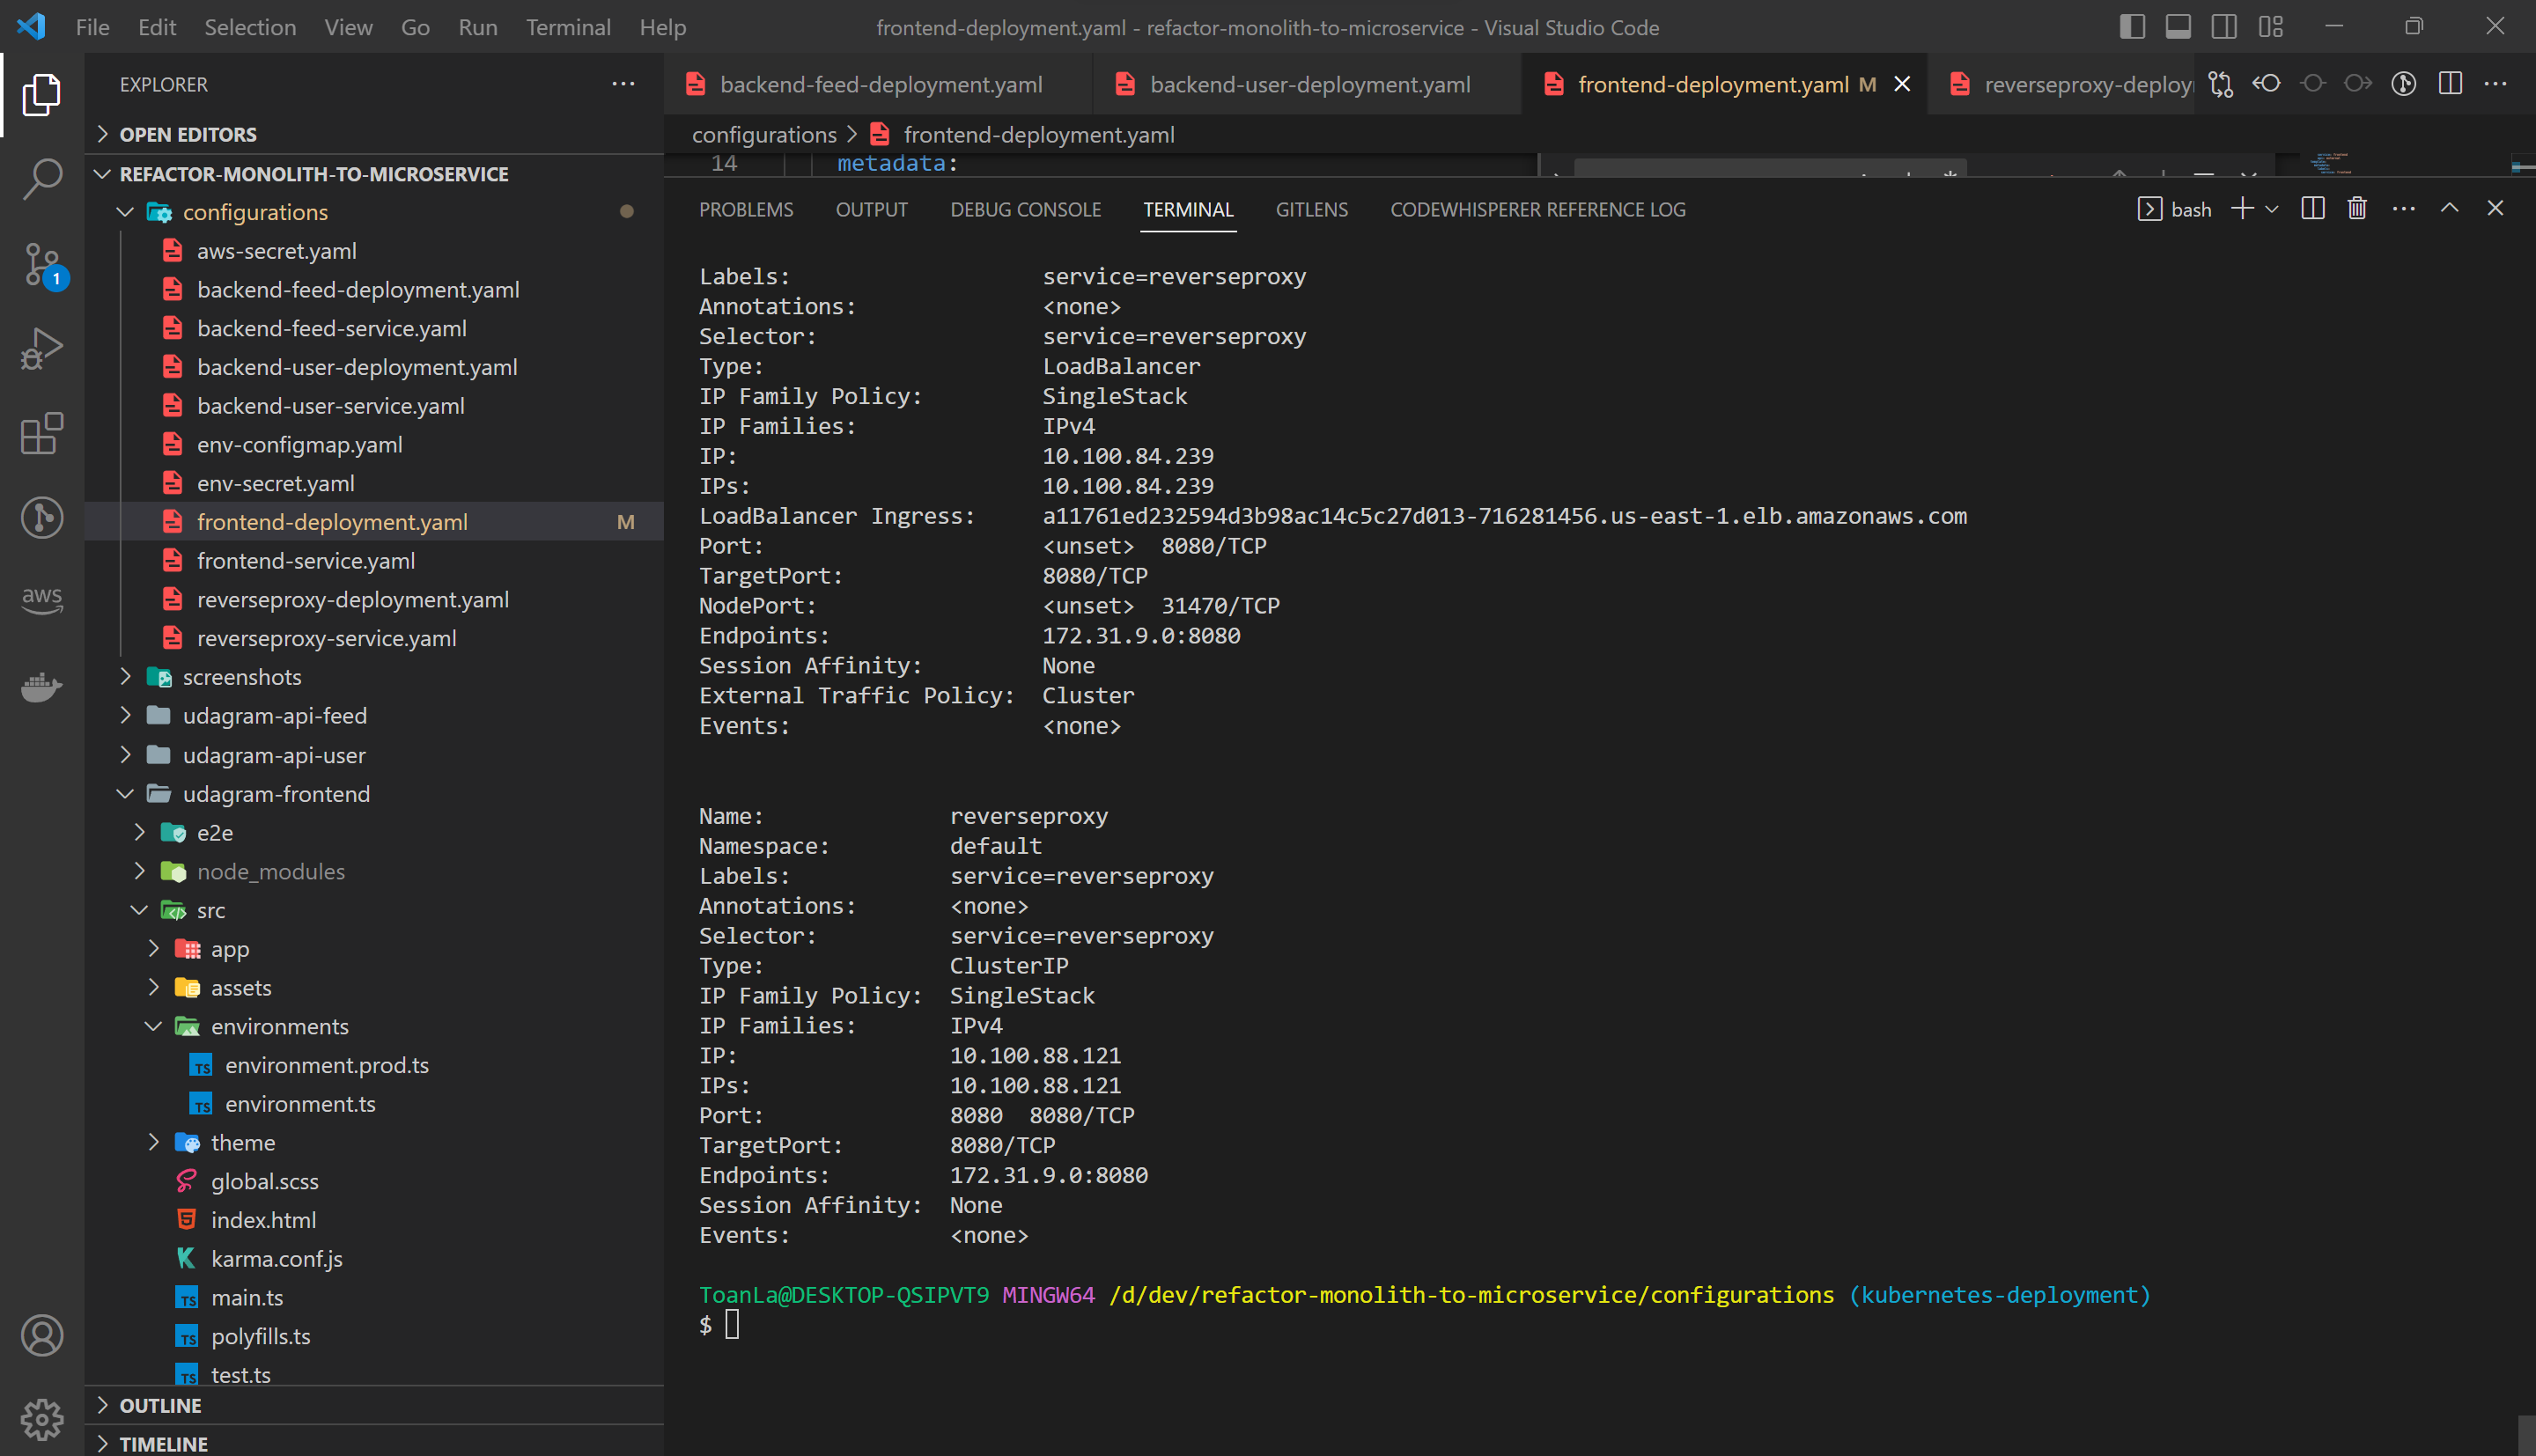 File Edit Selection View Go Run Terminal Help
frontend-deployment.yaml - refactor-monolith-to-microservice - Visual Studio Code
EXPLORER
OPEN EDITORS
REFACTOR-MONOLITH-TO-MICROSERVICE
configurations
aws-secret.yaml
backend-feed-deployment.yaml
backend-feed-service.yaml
backend-user-deployment.yaml
backend-user-service.yaml
env-configmap.yaml
env-secret.yaml
frontend-deployment.yaml M
frontend-service.yaml
reverseproxy-deployment.yaml
reverseproxy-service.yaml
screenshots
udagram-api-feed
udagram-api-user
udagram-frontend
e2e
node_modules
src
app
assets
environments
TS environment.prod.ts
TS environment.ts
theme
global.scss
5 index.html
K karma.conf.js
TS main.ts
TS polyfills.ts
TS test.ts
OUTLINE
TIMELINE
1
aws
backend-feed-deployment.yaml
backend-user-deployment.yaml
frontend-deployment.yaml M
reverseproxy-deploy
configurations > frontend-deployment.yaml
14 metadata:
PROBLEMS OUTPUT DEBUG CONSOLE TERMINAL GITLENS CODEWHISPERER REFERENCE LOG
bash
Labels: service=reverseproxy
Annotations: <none>
Selector: service=reverseproxy
Type: LoadBalancer
IP Family Policy: SingleStack
IP Families: IPv4
IP: 10.100.84.239
IPs: 10.100.84.239
LoadBalancer Ingress: a11761ed232594d3b98ac14c5c27d013-716281456.us-east-1.elb.amazonaws.com
Port: <unset> 8080/TCP
TargetPort: 8080/TCP
NodePort: <unset> 31470/TCP
Endpoints: 172.31.9.0:8080
Session Affinity: None
External Traffic Policy: Cluster
Events: <none>
Name: reverseproxy
Namespace: default
Labels: service=reverseproxy
Annotations: <none>
Selector: service=reverseproxy
Type: ClusterIP
IP Family Policy: SingleStack
IP Families: IPv4
IP: 10.100.88.121
IPs: 10.100.88.121
Port: 8080 8080/TCP
TargetPort: 8080/TCP
Endpoints: 172.31.9.0:8080
Session Affinity: None
Events: <none>
ToanLa@DESKTOP-QSIPVT9 MINGW64 /d/dev/refactor-monolith-to-microservice/configurations (kubernetes-deployment)
$